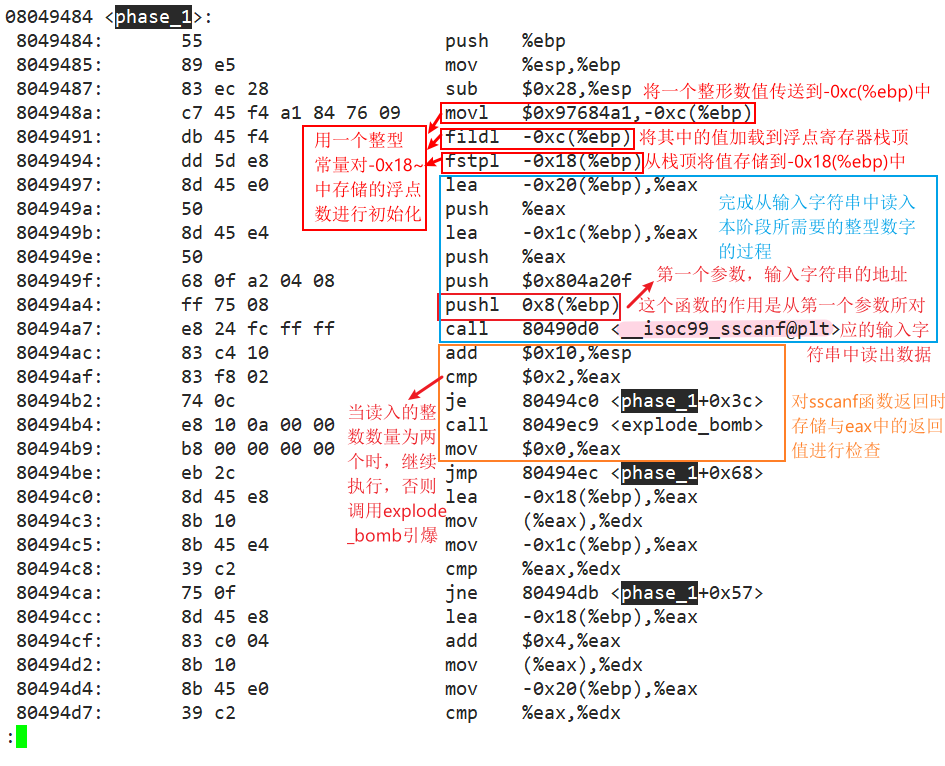 08049484 <phase_1>:
8049484: 55 push %ebp
8049485: 89 e5 mov %esp,%ebp
8049487: 83 ec 28 sub $0x28,%esp 将一个整形数值传送到-0xc(%ebp)中
804948a: c7 45 f4 a1 84 76 09 movl $0x97684a1,-0xc(%ebp)
8049491: db 45 f4 fildl -0xc(%ebp) 将其中的值加载到浮点寄存器栈顶
8049494: dd 5d e8 fstpl -0x18(%ebp) 从栈顶将值存储到-0x18(%ebp)中
用一个整型
常量对-0x18~
中存储的浮点
数进行初始化
8049497: 8d 45 e0 lea -0x20(%ebp),%eax
804949a: 50 push %eax
804949b: 8d 45 e4 lea -0x1c(%ebp),%eax
804949e: 50 push %eax
完成从输入字符串中读入
本阶段所需要的整型数字
的过程
804949f: 68 0f a2 04 08 push $0x804a20f
第一个参数，输入字符串的地址
80494a4: ff 75 08 pushl 0x8(%ebp)
80494a7: e8 24 fc ff ff call 80490d0 <__isoc99_sscanf@plt>
这个函数的作用是从第一个参数所对
应的输入字
符串中读出数据
80494ac: 83 c4 10 add $0x10,%esp
80494af: 83 f8 02 cmp $0x2,%eax
80494b2: 74 0c je 80494c0 <phase_1+0x3c>
80494b4: e8 10 0a 00 00 call 8049ec9 <explode_bomb>
80494b9: b8 00 00 00 00 mov $0x0,%eax
对sscanf函数返回时
存储与eax中的返回
值进行检查
当读入的整
数数量为两
个时，继续
执行，否则
调用explode
_bomb引爆
80494be: eb 2c jmp 80494ec <phase_1+0x68>
80494c0: 8d 45 e8 lea -0x18(%ebp),%eax
80494c3: 8b 10 mov (%eax),%edx
80494c5: 8b 45 e4 mov -0x1c(%ebp),%eax
80494c8: 39 c2 cmp %eax,%edx
80494ca: 75 0f jne 80494db <phase_1+0x57>
80494cc: 8d 45 e8 lea -0x18(%ebp),%eax
80494cf: 83 c0 04 add $0x4,%eax
80494d2: 8b 10 mov (%eax),%edx
80494d4: 8b 45 e0 mov -0x20(%ebp),%eax
80494d7: 39 c2 cmp %eax,%edx
: